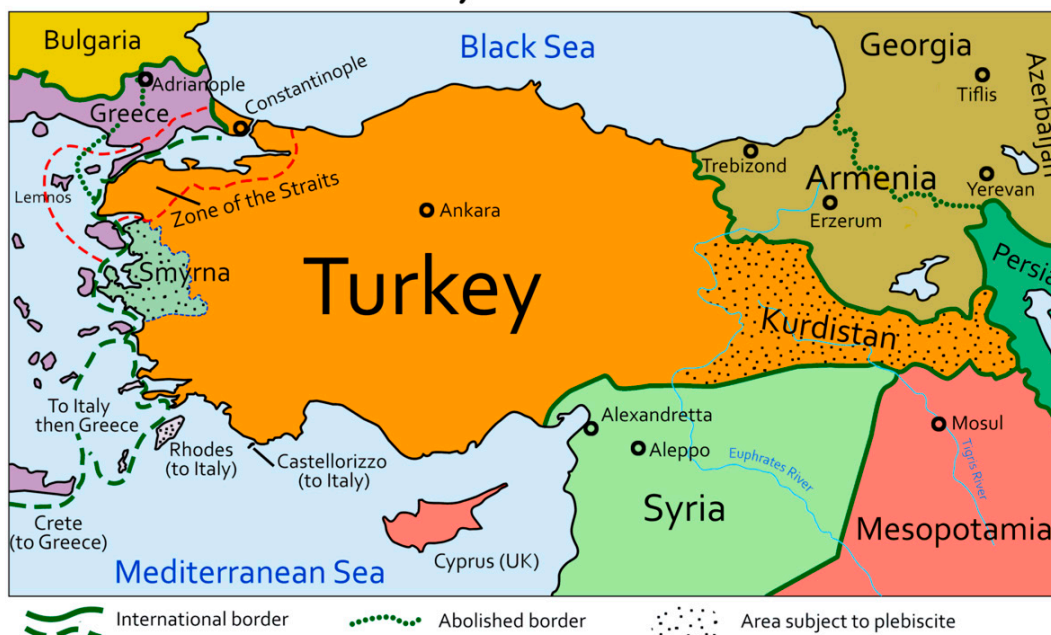 Bulgaria
Black Sea
Georgia
Azerbaijan
Adrianople
Constantinople
Tiflis
Greece
Trebizond
Armenia
Yerevan
Lemnos
Zone of the Straits
Ankara
Erzerum
Smyrna
Turkey
Persia
Kurdistan
To Italy
then Greece
Rhodes
(to Italy)
Castellorizzo
(to Italy)
Alexandretta
Aleppo
Mosul
Euphrates River
Tigris River
Syria
Mesopotamia
Crete
(to Greece)
Cyprus (UK)
Mediterranean Sea
International border
Abolished border
Area subject to plebiscite